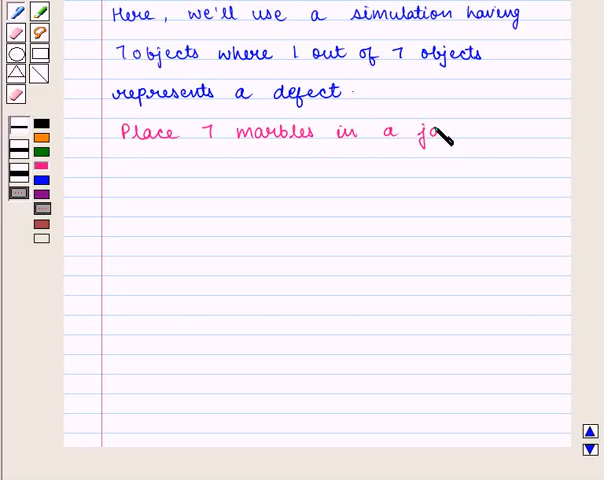 Here, we'll use a simulation having
7 objects where 1 out of 7 objects
represents a defect.
Place 7 marbles in a ja